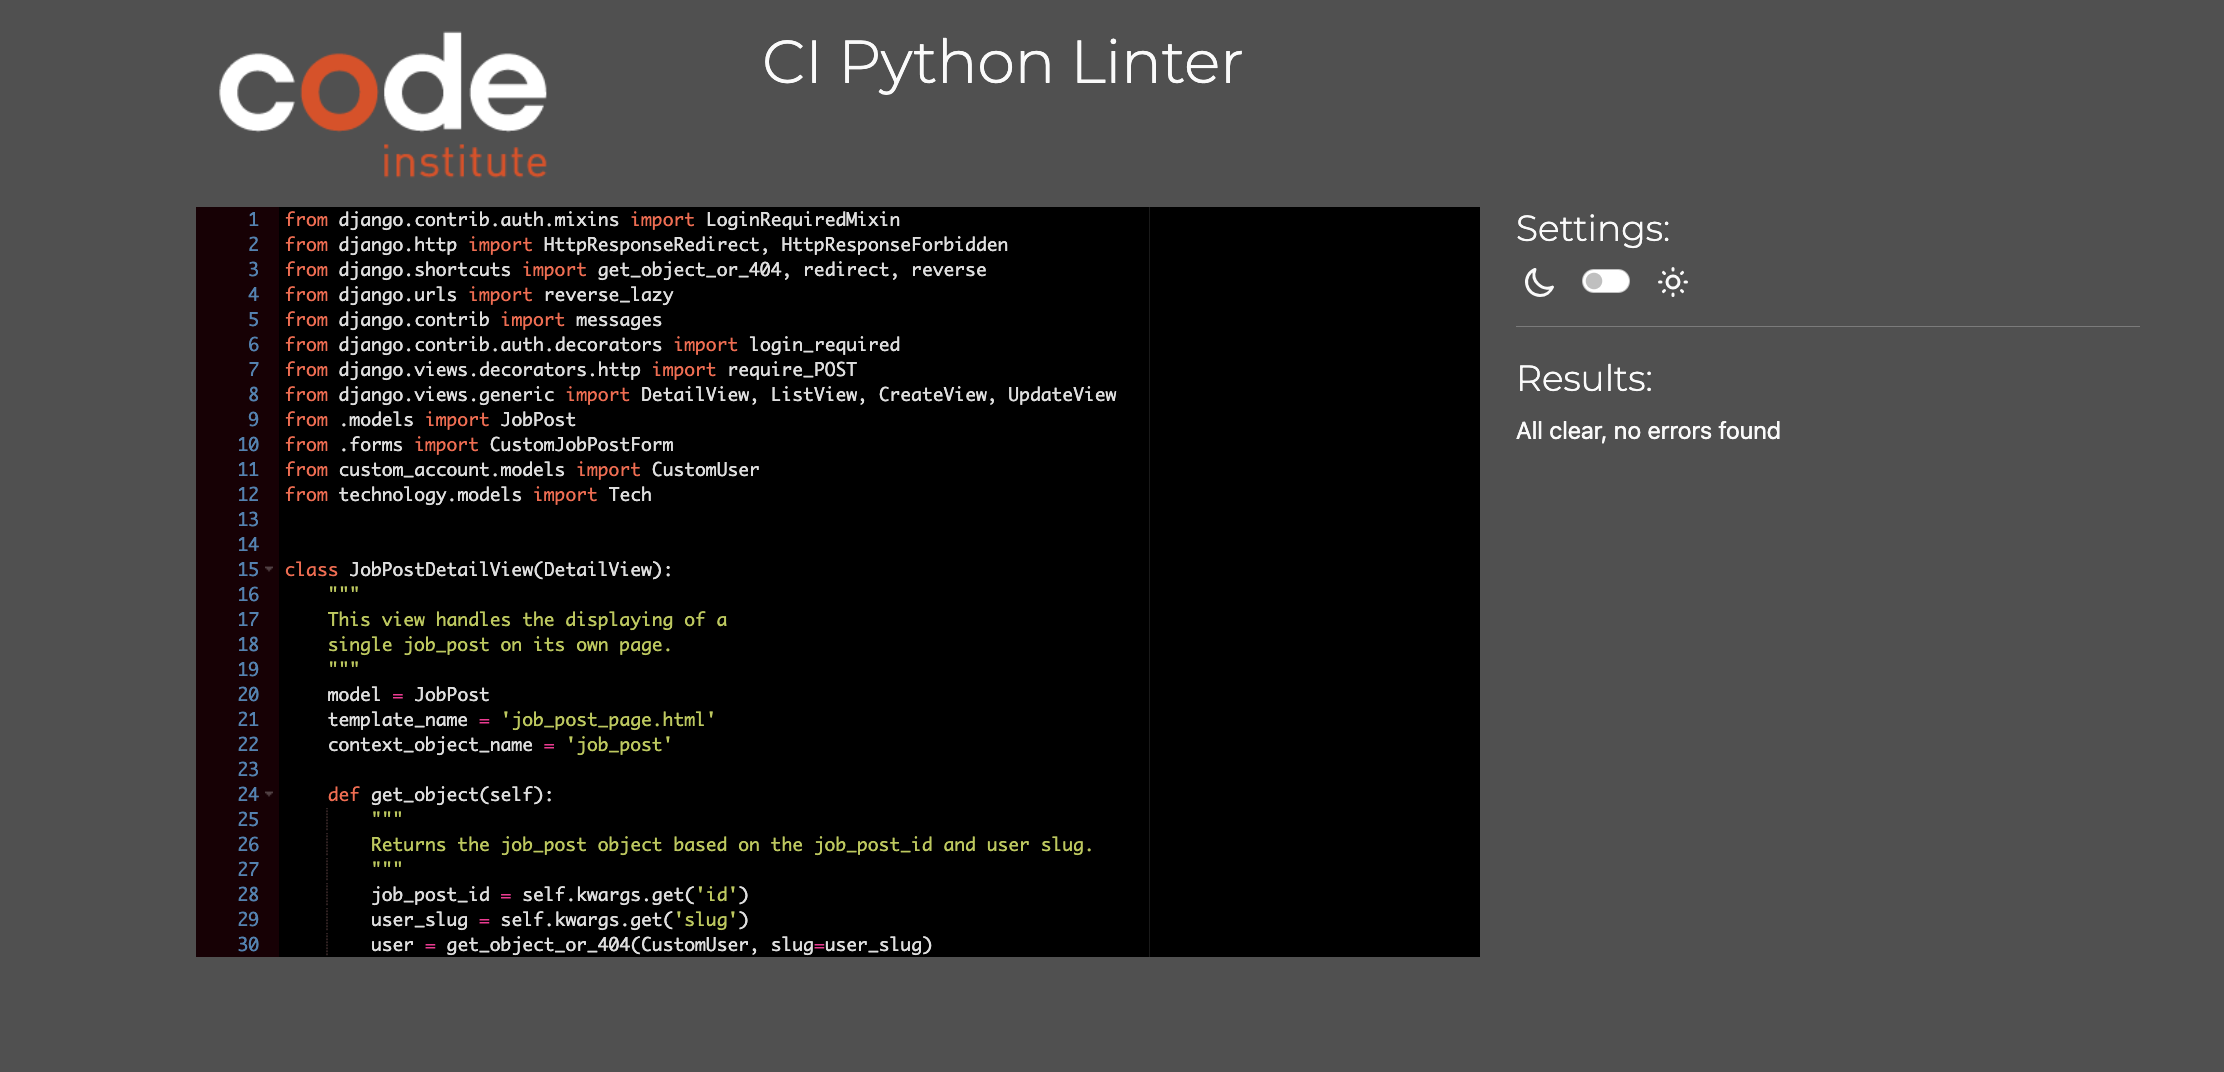 code
institute
CI Python Linter
1 from django.contrib.auth.mixins import LoginRequiredMixin
2 from django.http import HttpResponseRedirect, HttpResponseForbidden
3 from django.shortcuts import get_object_or_404, redirect, reverse
4 from django.urls import reverse_lazy
5 from django.contrib import messages
6 from django.contrib.auth.decorators import login_required
7 from django.views.decorators.http import require_POST
8 from django.views.generic import DetailView, ListView, CreateView, UpdateView
9 from .models import JobPost
10 from .forms import CustomJobPostForm
11 from custom_account.models import CustomUser
12 from technology.models import Tech
13
14
15 class JobPostDetailView(DetailView):
16     """
17     This view handles the displaying of a
18     single job_post on its own page.
19     """
20     model = JobPost
21     template_name = 'job_post_page.html'
22     context_object_name = 'job_post'
23
24     def get_object(self):
25         """
26         Returns the job_post object based on the job_post_id and user slug.
27         """
28         job_post_id = self.kwargs.get('id')
29         user_slug = self.kwargs.get('slug')
30         user = get_object_or_404(CustomUser, slug=user_slug)
Settings:
Results:
All clear, no errors found